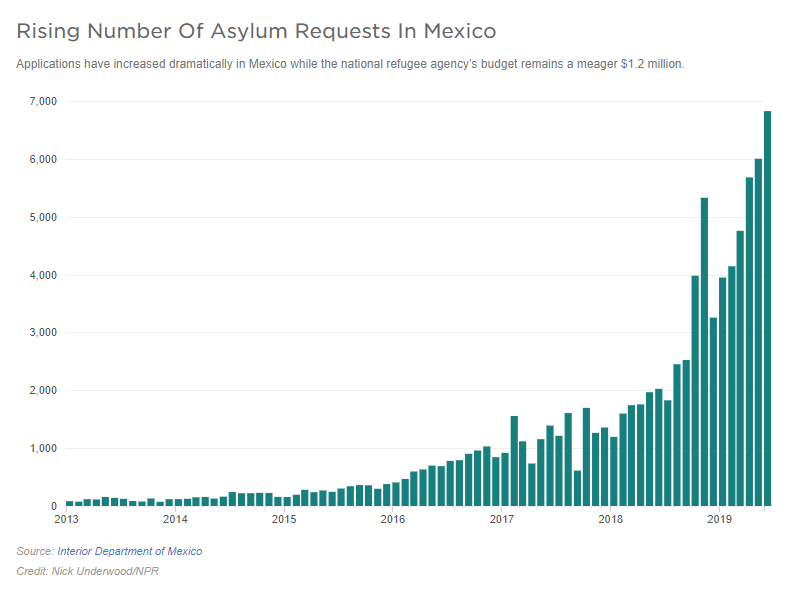 Rising Number Of Asylum Requests In Mexico
Applications have increased dramatically in Mexico while the national refugee agency's budget remains a meager $1.2 million.
7,000
6,000
5,000
4,000
3,000
2,000
1,000
0
2013 2014 2015 2016 2017 2018 2019
Source: Interior Department of Mexico
Credit: Nick Underwood/NPR